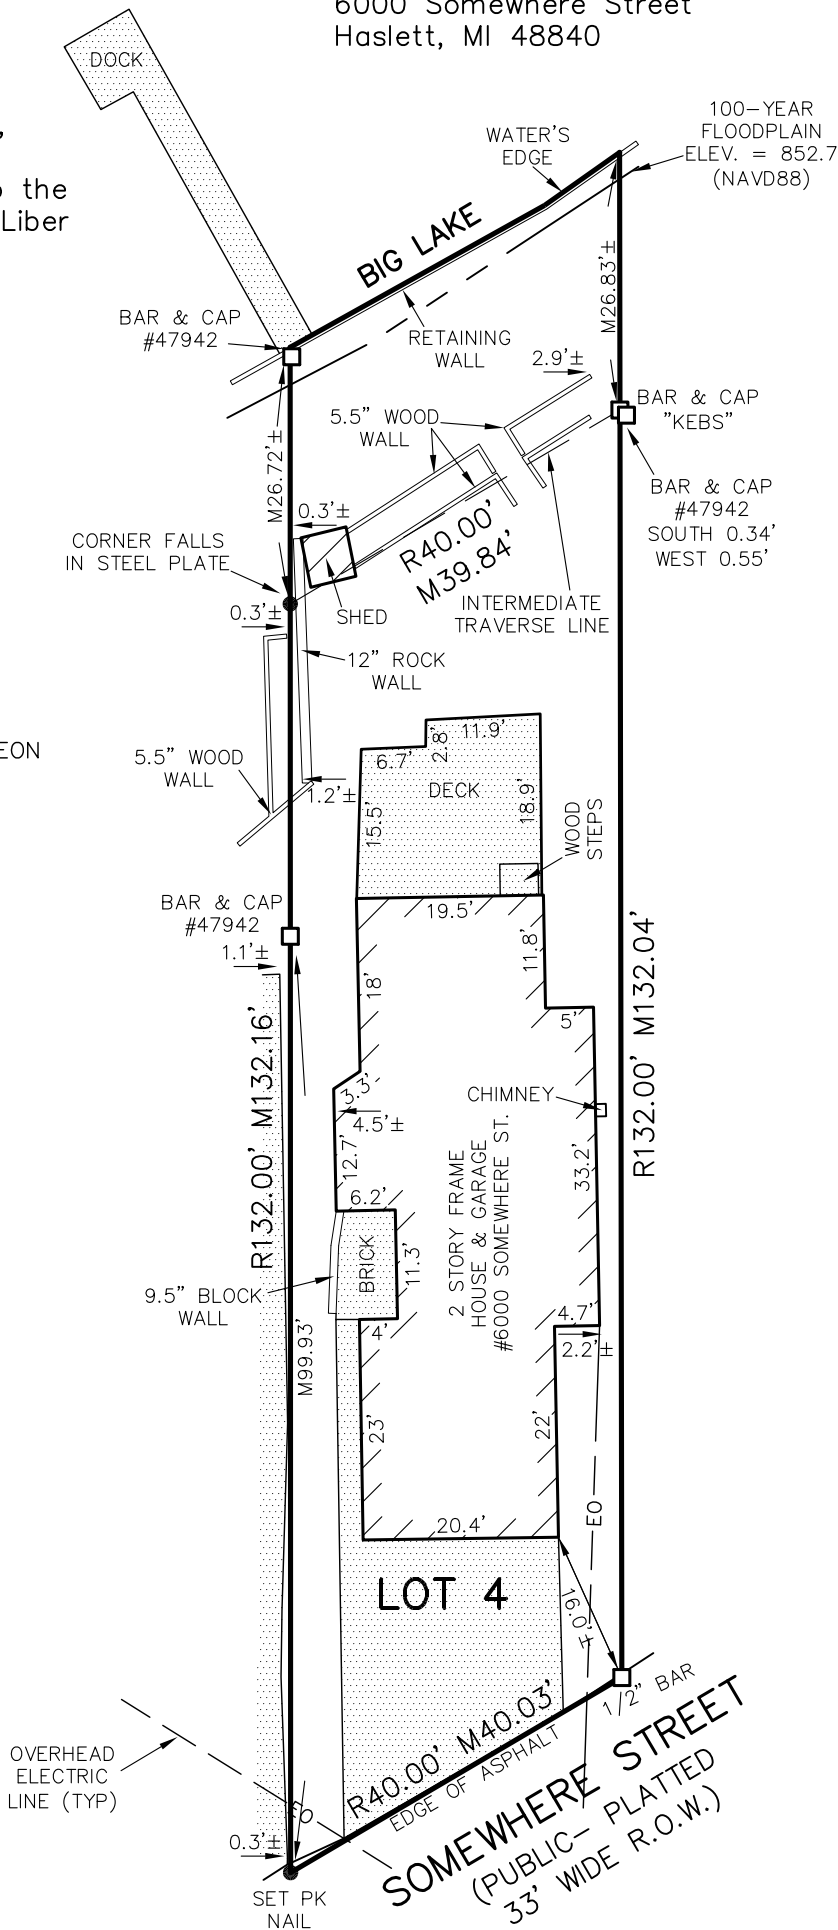 6000 Somewhere Street
Haslett, MI 48840
DOCK
,
o the
Liber
WATER'S
EDGE
100-YEAR
FLOODPLAIN
ELEV. = 852.7
(NAVD88)
BIG LAKE
M26.83'±
BAR & CAP
#47942
RETAINING
WALL
2.9'±
5.5" WOOD
WALL
BAR & CAP
"KEBS"
M26.72'±
BAR & CAP
#47942
SOUTH 0.34'
WEST 0.55'
0.3'±
R40.00'
M39.84'
CORNER FALLS
IN STEEL PLATE
SHED
INTERMEDIATE
TRAVERSE LINE
0.3'±
12" ROCK
WALL
EON
5.5" WOOD
WALL
1.2'±
6.7'
2.8'
11.9'
DECK
15.5'
18.9'
WOOD
STEPS
BAR & CAP
#47942
19.5'
1.1'±
18'
11.8'
5'
R132.00' M132.16'
R132.00' M132.04'
3.3'
CHIMNEY
4.5'±
12.7'
33.2'
6.2'
2 STORY FRAME
HOUSE & GARAGE
#6000 SOMEWHERE ST.
BRICK
11.3'
9.5" BLOCK
WALL
4'
4.7'
2.2'±
M99.93'
23'
22'
20.4'
EO
LOT 4
16.0'±
1/2" BAR
R40.00' M40.03'
EDGE OF ASPHALT
SOMEWHERE STREET
(PUBLIC- PLATTED
33' WIDE R.O.W.)
OVERHEAD
ELECTRIC
LINE (TYP)
EO
0.3'±
SET PK
NAIL